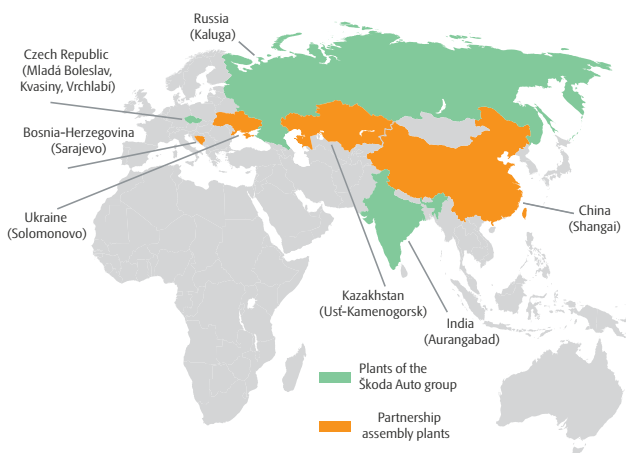 Russia
(Kaluga)
Czech Republic
(Mladá Boleslav,
Kvasiny, Vrchlabí)
Bosnia-Herzegovina
(Sarajevo)
Ukraine
(Solomonovo)
China
(Shangai)
Kazakhstan
(Usť-Kamenogorsk)
India
(Aurangabad)
Plants of the
Škoda Auto group
Partnership
assembly plants